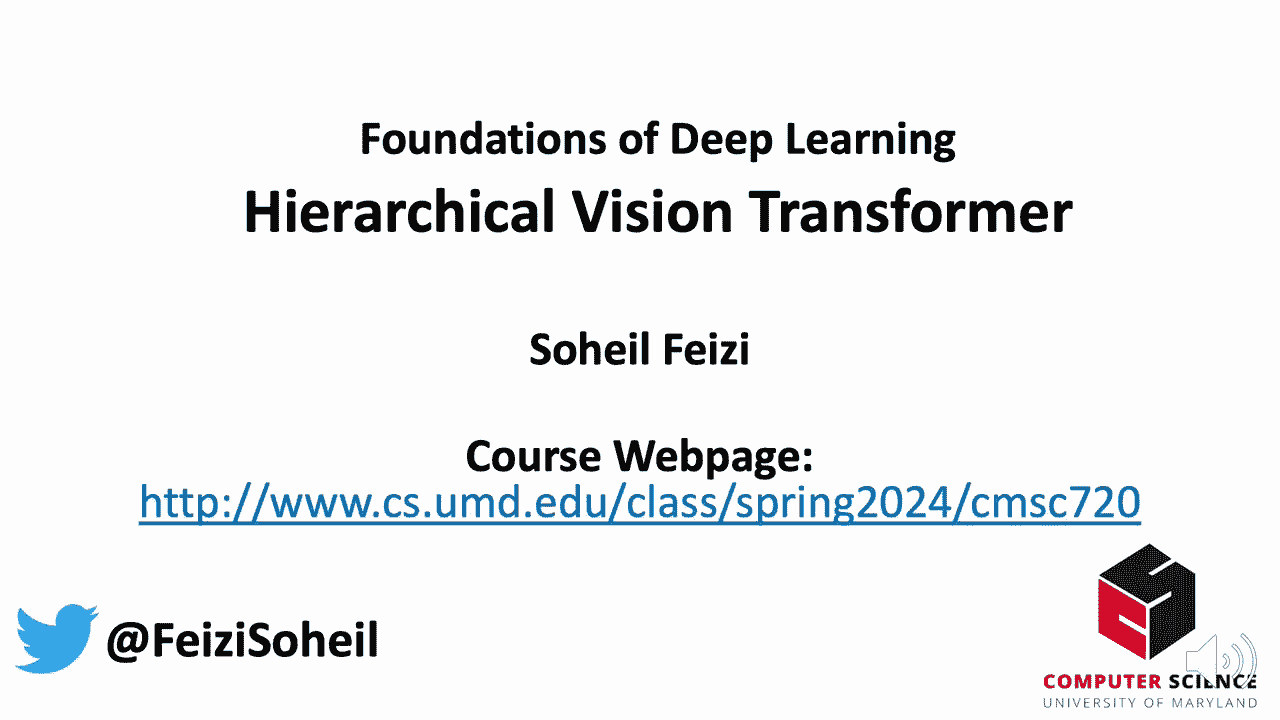 Foundations of Deep Learning
Hierarchical Vision Transformer
Soheil Feizi
Course Webpage:
http://www.cs.umd.edu/class/spring2024/cmsc720
@FeiziSoheil
COMPUTER SCIENCE
UNIVERSITY OF MARYLAND